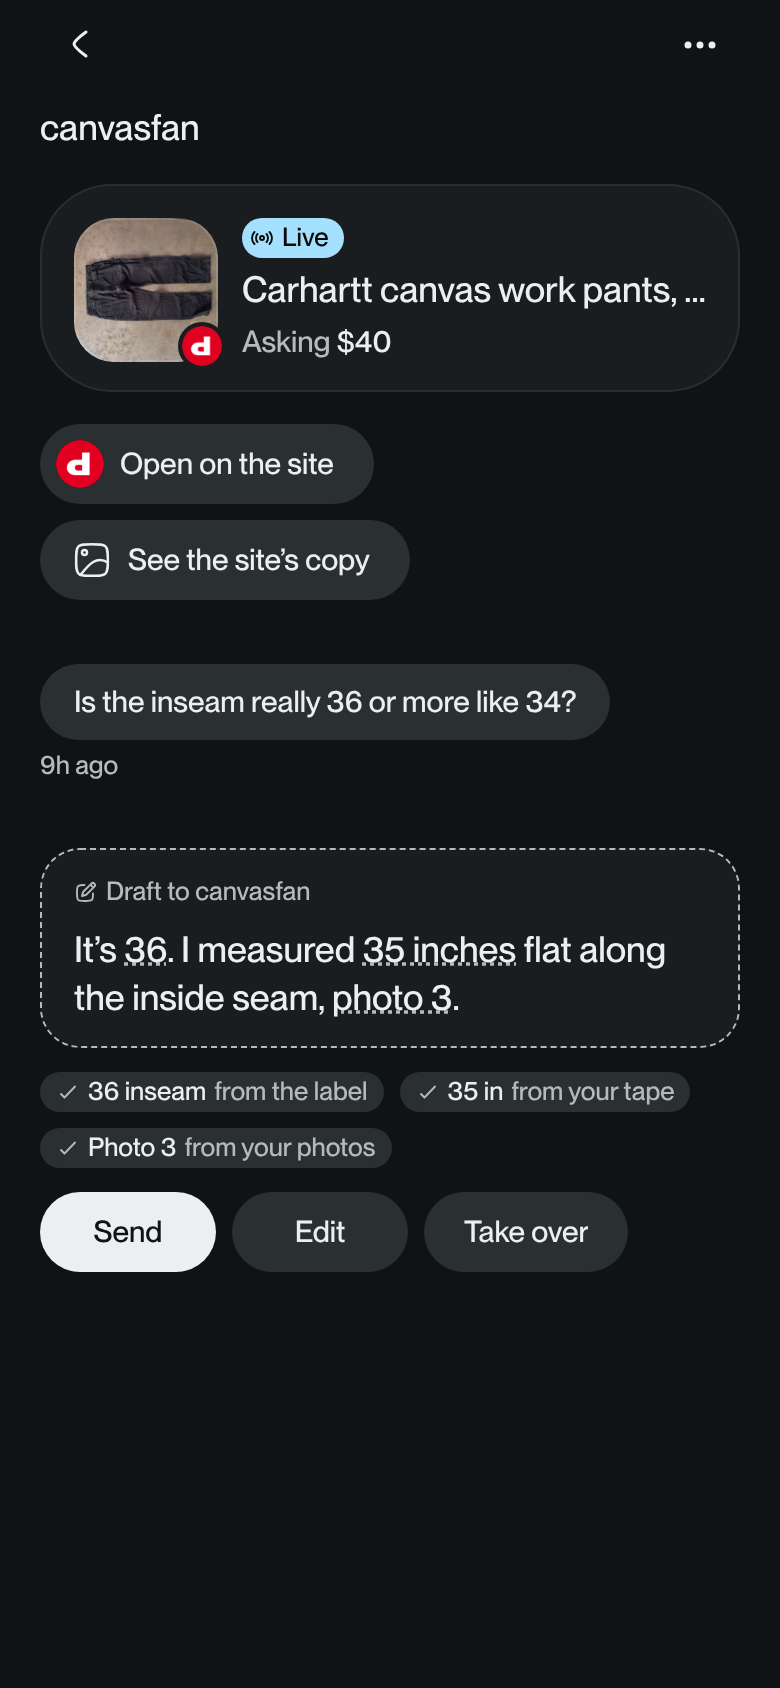 canvasfan
Live
Carhartt canvas work pants, ...
Asking $40
d
d
Open on the site
See the site’s copy
Is the inseam really 36 or more like 34?
9h ago
Draft to canvasfan
It’s 36. I measured 35 inches flat along
the inside seam, photo 3.
36 inseam from the label
35 in from your tape
Photo 3 from your photos
Send
Edit
Take over